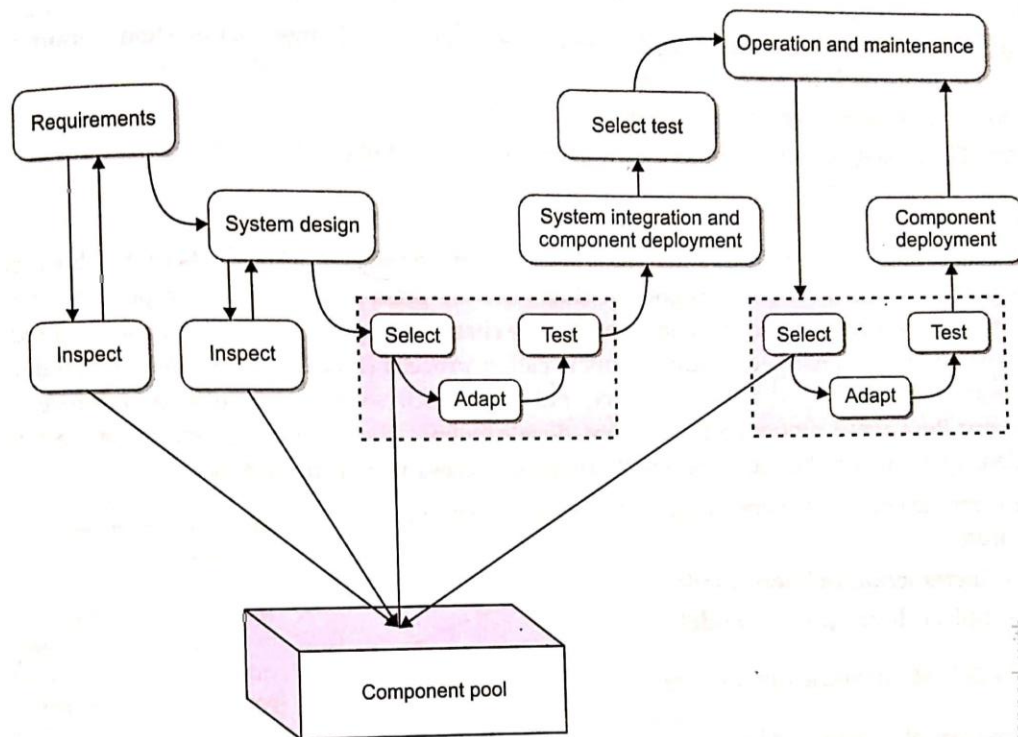 Operation and maintenance
Requirements
Select test
System design
System integration and
component deployment
Component
deployment
Inspect
Inspect
Select
Test
Adapt
Select
Test
Adapt
Component pool